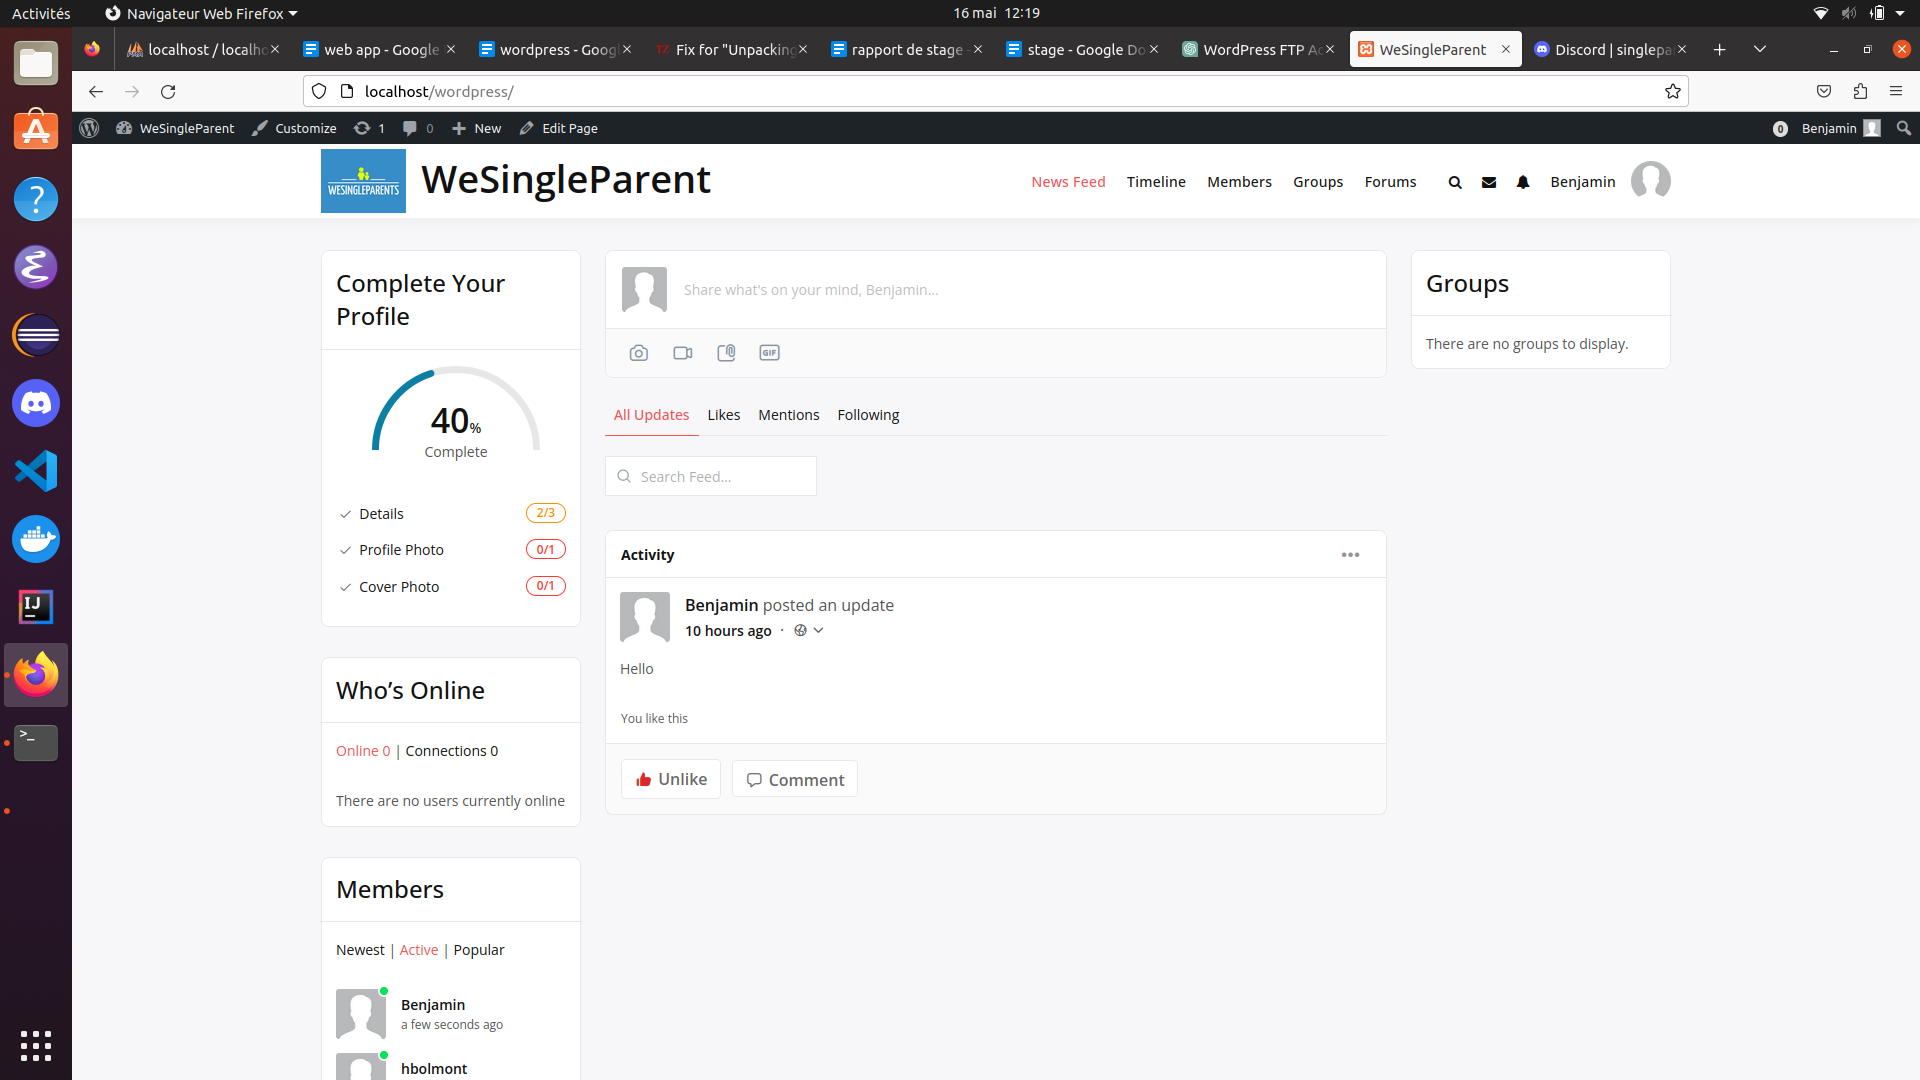 Activités
Navigateur Web Firefox
16 mai 12:19
localhost / localho
web app - Google
wordpress - Googl
TZ
Fix for "Unpacking
rapport de stage -
stage - Google Do
WordPress FTP Ac
WeSingleParent
Discord | singlepa
localhost/wordpress/
WeSingleParent
Customize
1
0
New
Edit Page
0
Benjamin
WESINGLEPARENTS
WeSingleParent
News Feed
Timeline
Members
Groups
Forums
Benjamin
Complete Your
Profile
40%
Complete
Details 2/3
Profile Photo 0/1
Cover Photo 0/1
Who’s Online
Online 0 | Connections 0
There are no users currently online
Members
Newest | Active | Popular
Benjamin
a few seconds ago
hbolmont
Share what's on your mind, Benjamin...
GIF
All Updates
Likes
Mentions
Following
Search Feed...
Activity
Benjamin posted an update
10 hours ago ·
Hello
You like this
Unlike
Comment
Groups
There are no groups to display.
IJ
>_